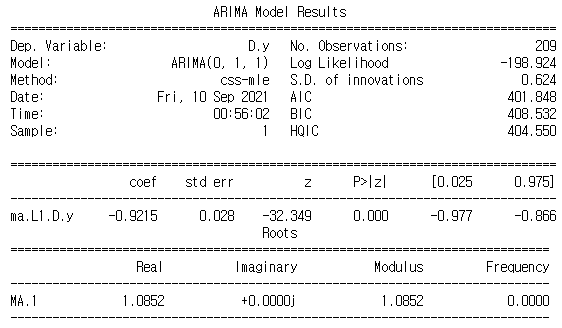 ARIMA Model Results
==============================================================================
Dep. Variable: D.y No. Observations: 209
Model: ARIMA(0, 1, 1) Log Likelihood -198.924
Method: css-mle S.D. of innovations 0.624
Date: Fri, 10 Sep 2021 AIC 401.848
Time: 00:56:02 BIC 408.532
Sample: 1 HQIC 404.550
==============================================================================
coef std err z P>|z| [0.025 0.975]
------------------------------------------------------------------------------
ma.L1.D.y -0.9215 0.028 -32.349 0.000 -0.977 -0.866
Roots
=============================================================================
Real Imaginary Modulus Frequency
-----------------------------------------------------------------------------
MA.1 1.0852 +0.0000j 1.0852 0.0000
-----------------------------------------------------------------------------